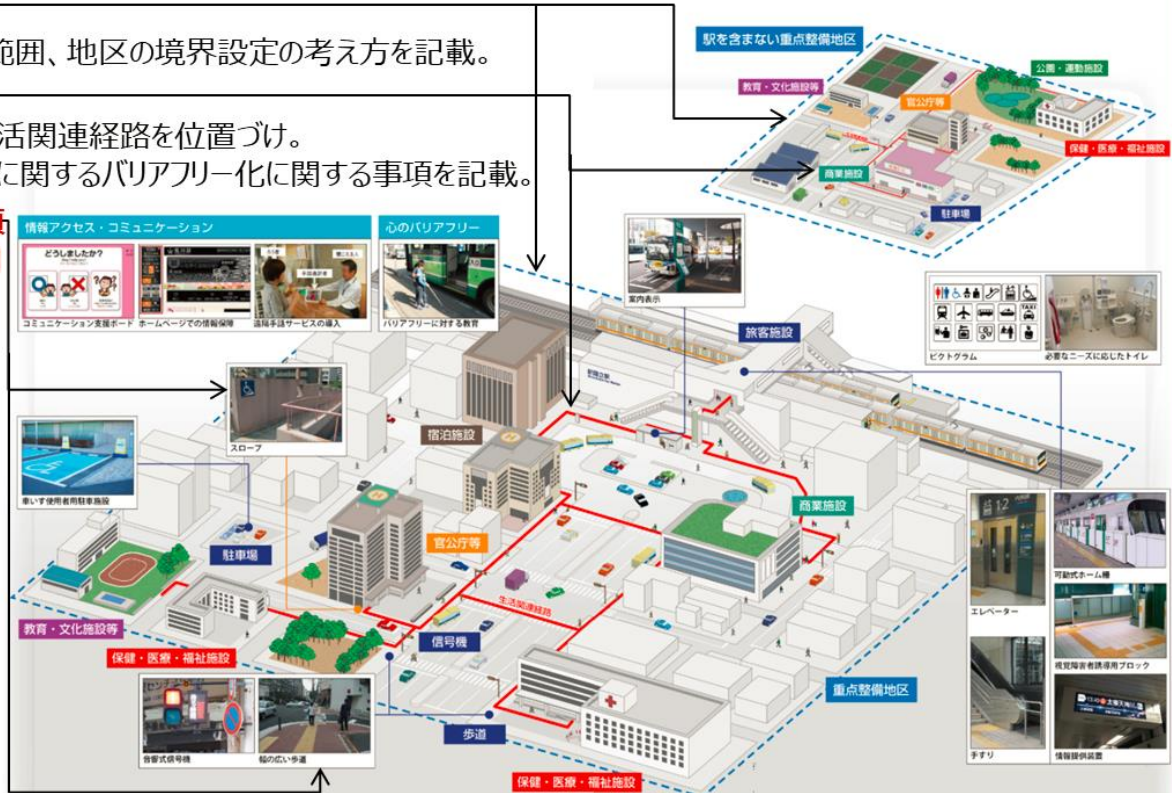 範囲、地区の境界設定の考え方を記載。
活関連経路を位置づけ。
に関するバリアフリー化に関する事項を記載。
駅を含まない重点整備地区
公園・運動施設
教育・文化施設等
官公庁等
保健・医療・福祉施設
商業施設
駐車場
情報アクセス・コミュニケーション
心のバリアフリー
どうしましたか?
コミュニケーション支援ボード
ホームページでの情報保障
遠隔手話サービスの導入
バリアフリーに対する教育
案内表示
旅客施設
TAXI
ピクトグラム
必要なニーズに応じたトイレ
スロープ
宿泊施設
車いす使用者用駐車施設
商業施設
駐車場
官公庁等
12
エレベーター
可動式ホーム柵
生活関連経路
教育・文化施設等
信号機
保健・医療・福祉施設
視覚障害者誘導用ブロック
重点整備地区
歩道
音響式信号機
幅の広い歩道
手すり
情報提供装置
保健・医療・福祉施設